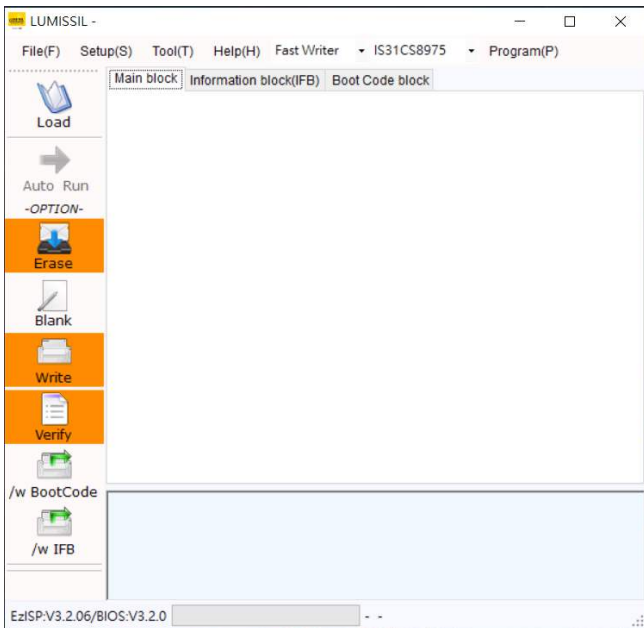 LUMISSIL -
File(F) Setup(S) Tool(T) Help(H) Fast Writer IS31CS8975 Program(P)
Main block Information block(IFB) Boot Code block
Load
Auto Run
-OPTION-
Erase
Blank
Write
Verify
/w BootCode
/w IFB
EzISP:V3.2.06/BIOS:V3.2.0 - -